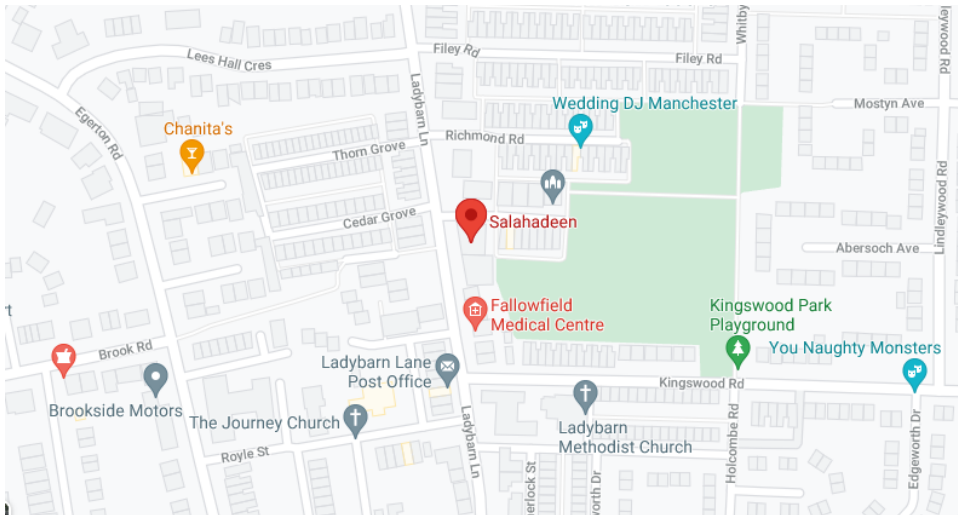 Whitby
Filey Rd
Filey Rd
Lees Hall Cres
Ladybarn Ln
Wedding DJ Manchester
Mostyn Ave
Egerton Rd
Chanita's
Richmond Rd
Thorn Grove
Lindleywood Rd
Cedar Grove
Salahadeen
Abersoch Ave
Fallowfield
Medical Centre
Kingswood Park
Playground
Brook Rd
Ladybarn Lane
Post Office
You Naughty Monsters
Kingswood Rd
Brookside Motors
The Journey Church
Ladybarn
Methodist Church
Ladybarn Ln
Holcombe Rd
Edgeworth Dr
Royle St